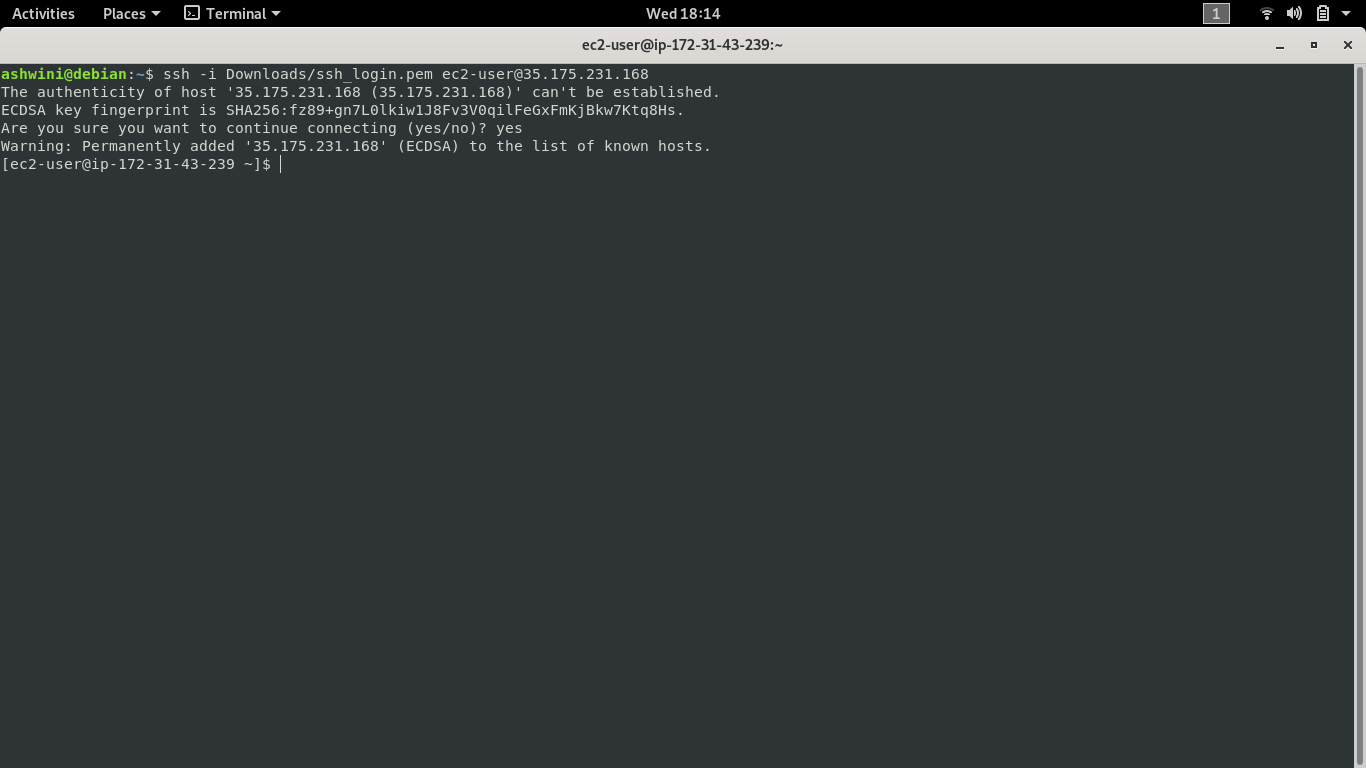 Activities Places Terminal Wed 18:14 1
ec2-user@ip-172-31-43-239:~
ashwini@debian:~$ ssh -i Downloads/ssh_login.pem ec2-user@35.175.231.168
The authenticity of host '35.175.231.168 (35.175.231.168)' can't be established.
ECDSA key fingerprint is SHA256:fz89+gn7L0lkiw1J8Fv3V0qilFeGxFmKjBkw7Ktq8Hs.
Are you sure you want to continue connecting (yes/no)? yes
Warning: Permanently added '35.175.231.168' (ECDSA) to the list of known hosts.
[ec2-user@ip-172-31-43-239 ~]$